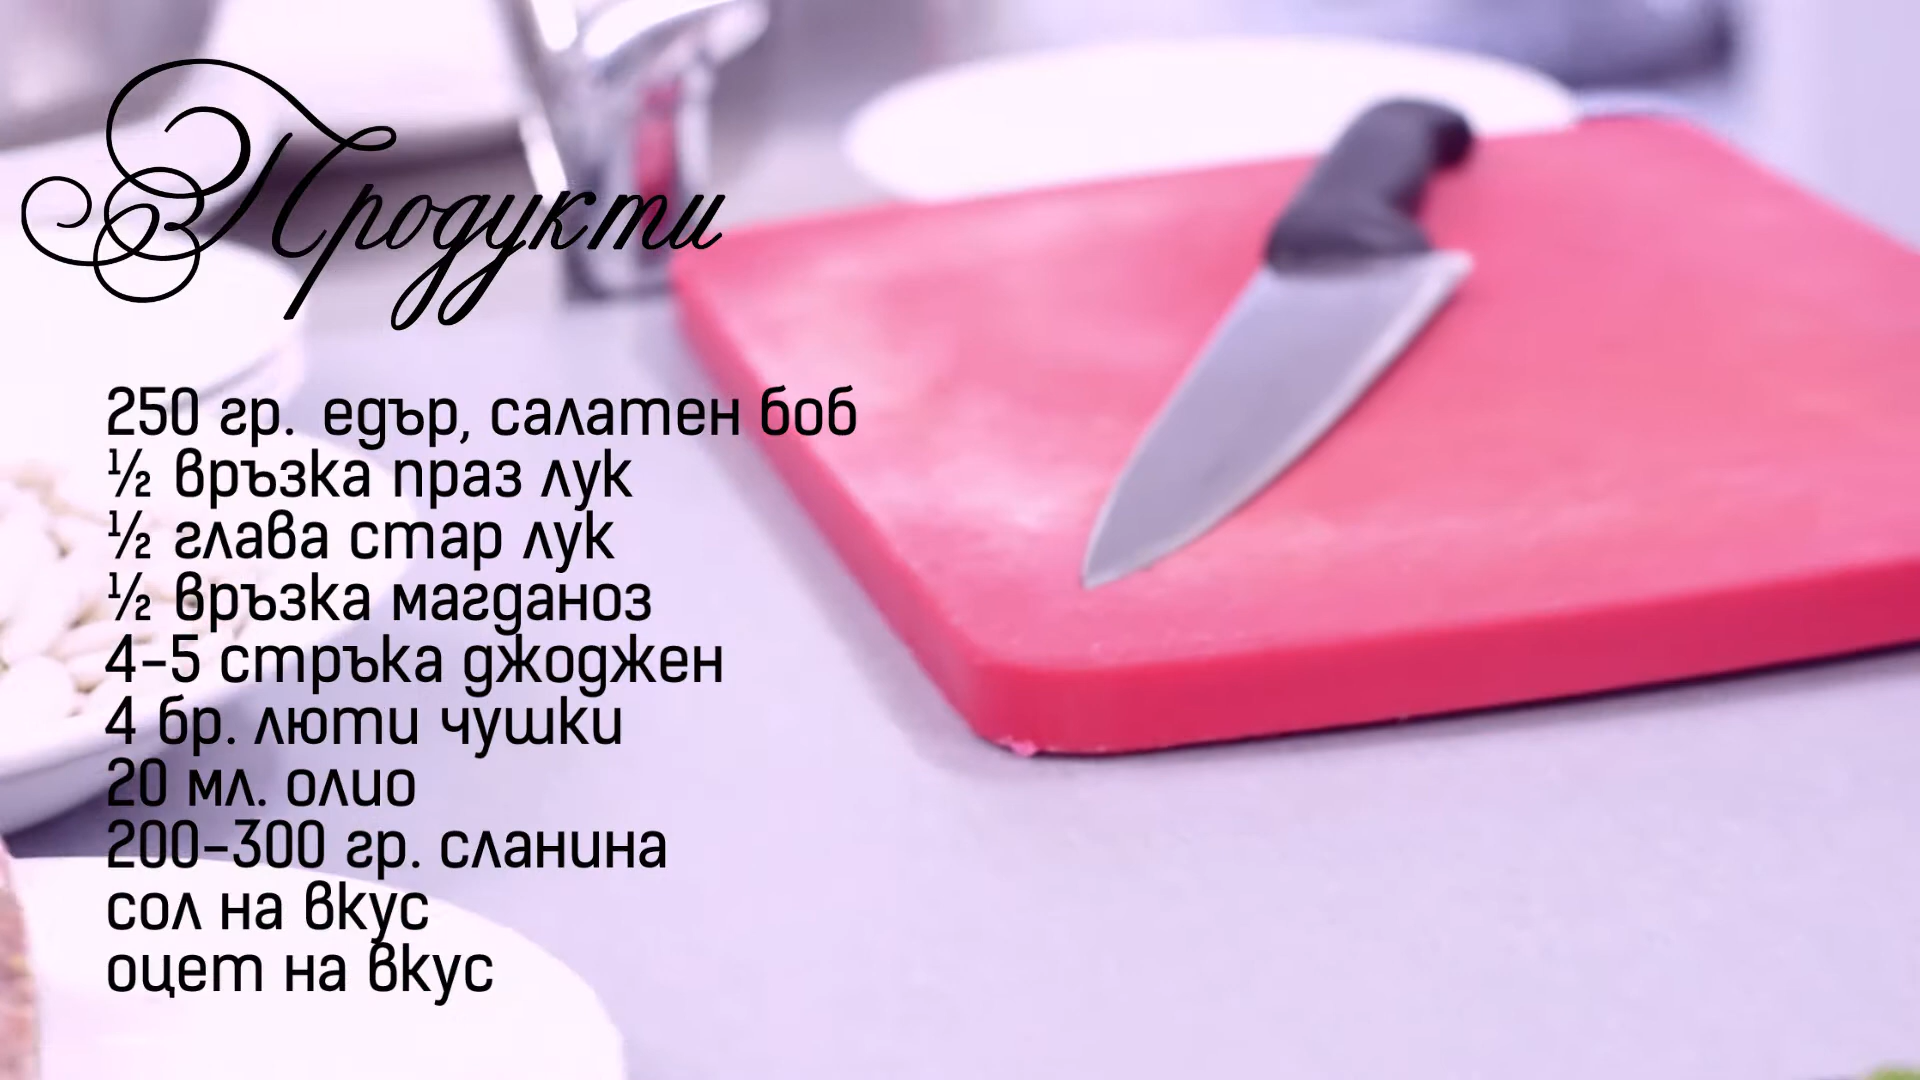 Продукти
250 гр. едър, салатен боб
½ връзка праз лук
½ глава стар лук
½ връзка магданоз
4-5 стръка джоджен
4 бр. люти чушки
20 мл. олио
200-300 гр. сланина
сол на вкус
оцет на вкус